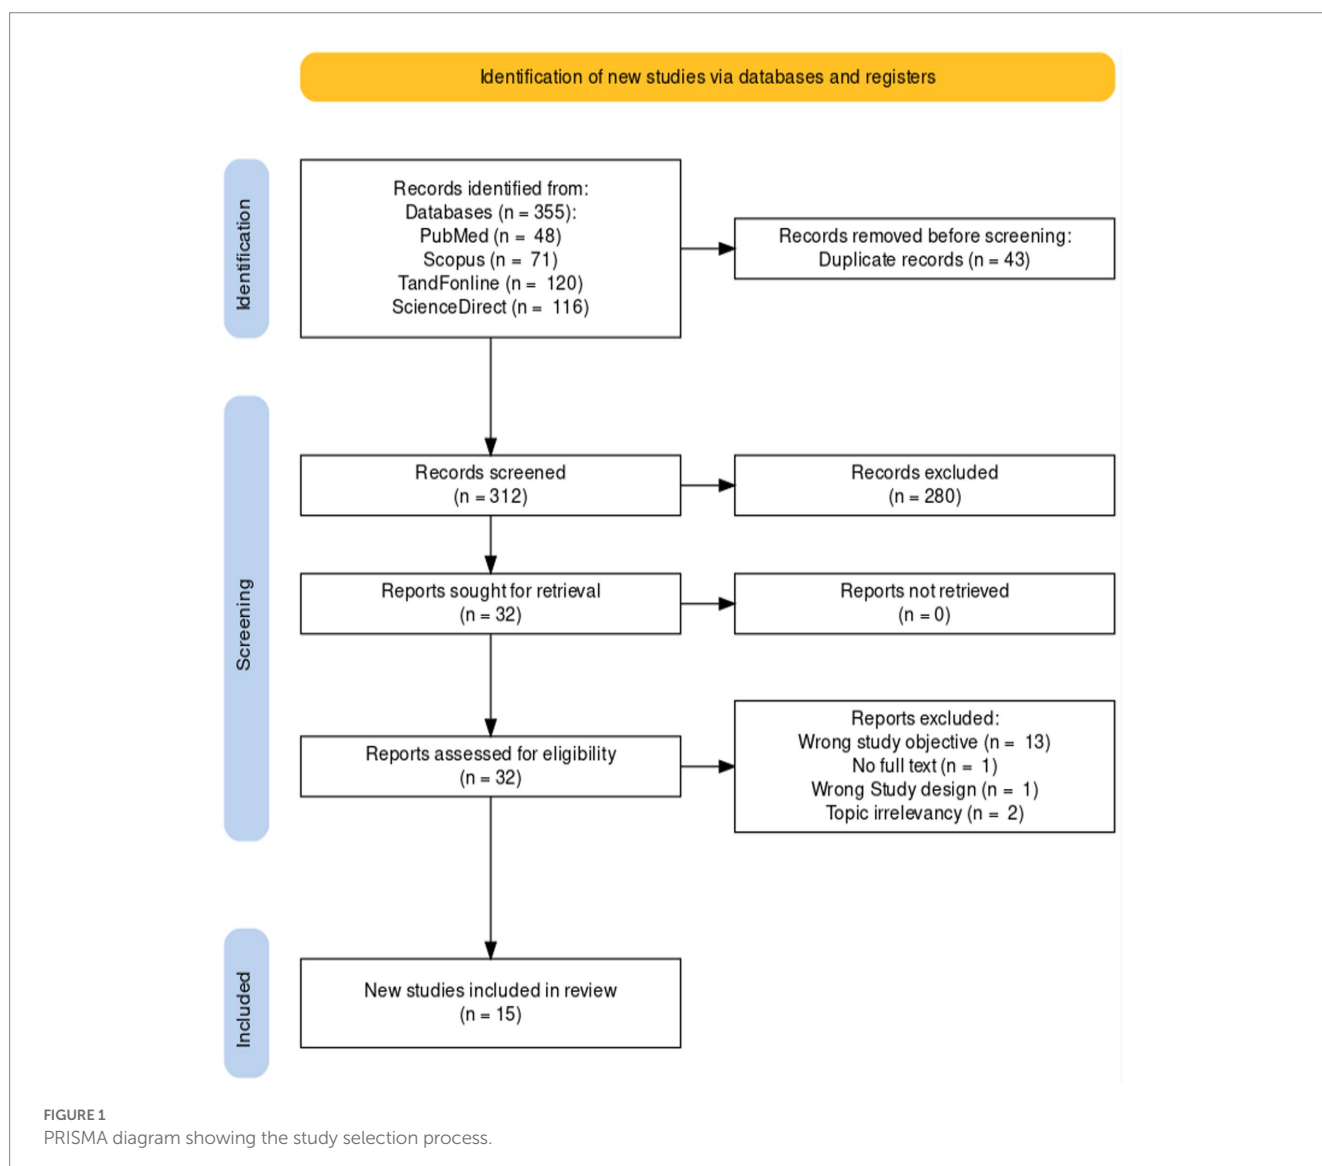 Identification of new studies via databases and registers
Identification
Records identified from:
Databases (n = 355):
PubMed (n = 48)
Scopus (n = 71)
TandFonline (n = 120)
ScienceDirect (n = 116)
Records removed before screening:
Duplicate records (n = 43)
Screening
Records screened
(n = 312)
Records excluded
(n = 280)
Reports sought for retrieval
(n = 32)
Reports not retrieved
(n = 0)
Reports assessed for eligibility
(n = 32)
Reports excluded:
Wrong study objective (n = 13)
No full text (n = 1)
Wrong Study design (n = 1)
Topic irrelevancy (n = 2)
Included
New studies included in review
(n = 15)
FIGURE 1
PRISMA diagram showing the study selection process.